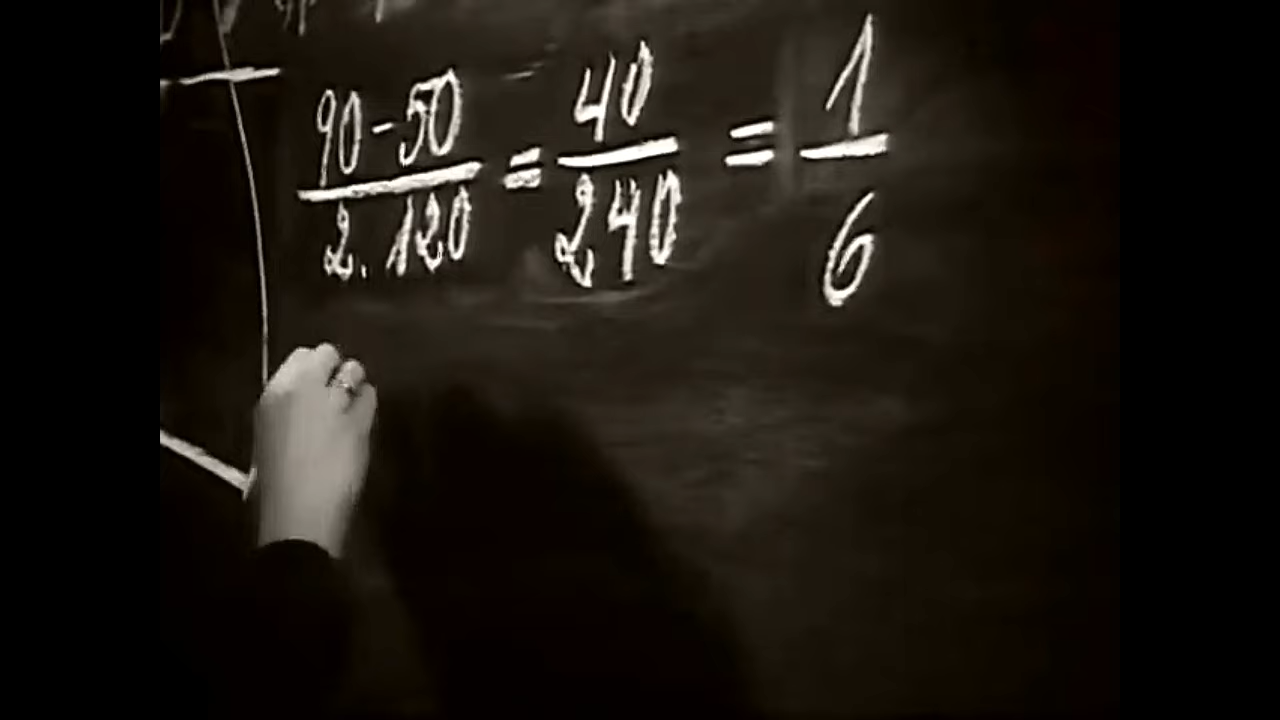 90-50/2.120 = 40/240 = 1/6